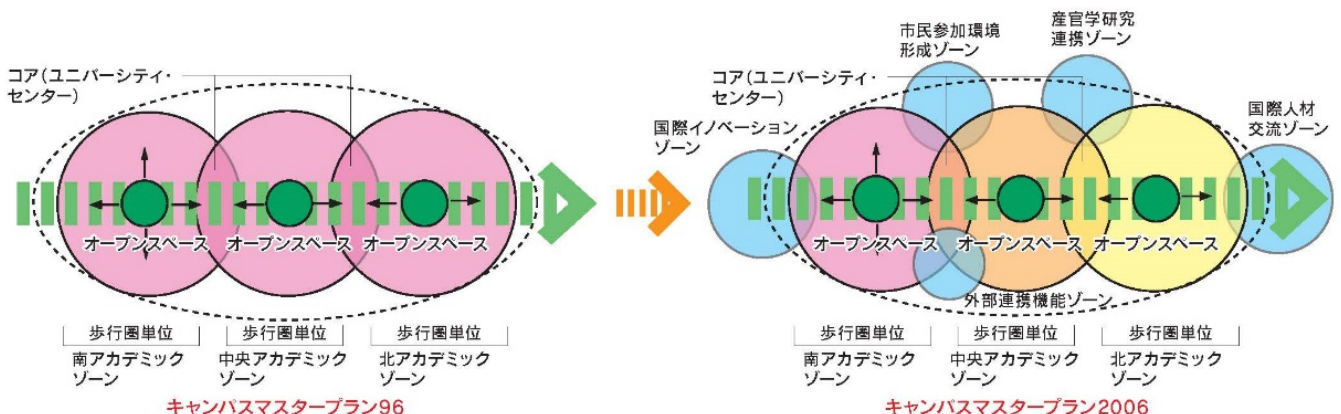 コア(ユニバーシティ・
センター)
オープンスペース
オープンスペース
オープンスペース
歩行圏単位
歩行圏単位
歩行圏単位
南アカデミック
ゾーン
中央アカデミック
ゾーン
北アカデミック
ゾーン
キャンパスマスタープラン96
市民参加環境
形成ゾーン
産官学研究
連携ゾーン
コア(ユニバーシティ・
センター)
国際イノベーション
ゾーン
国際人材
交流ゾーン
オープンスペース
オープンスペース
オープンスペース
外部連携機能ゾーン
歩行圏単位
歩行圏単位
歩行圏単位
南アカデミック
ゾーン
中央アカデミック
ゾーン
北アカデミック
ゾーン
キャンパスマスタープラン2006